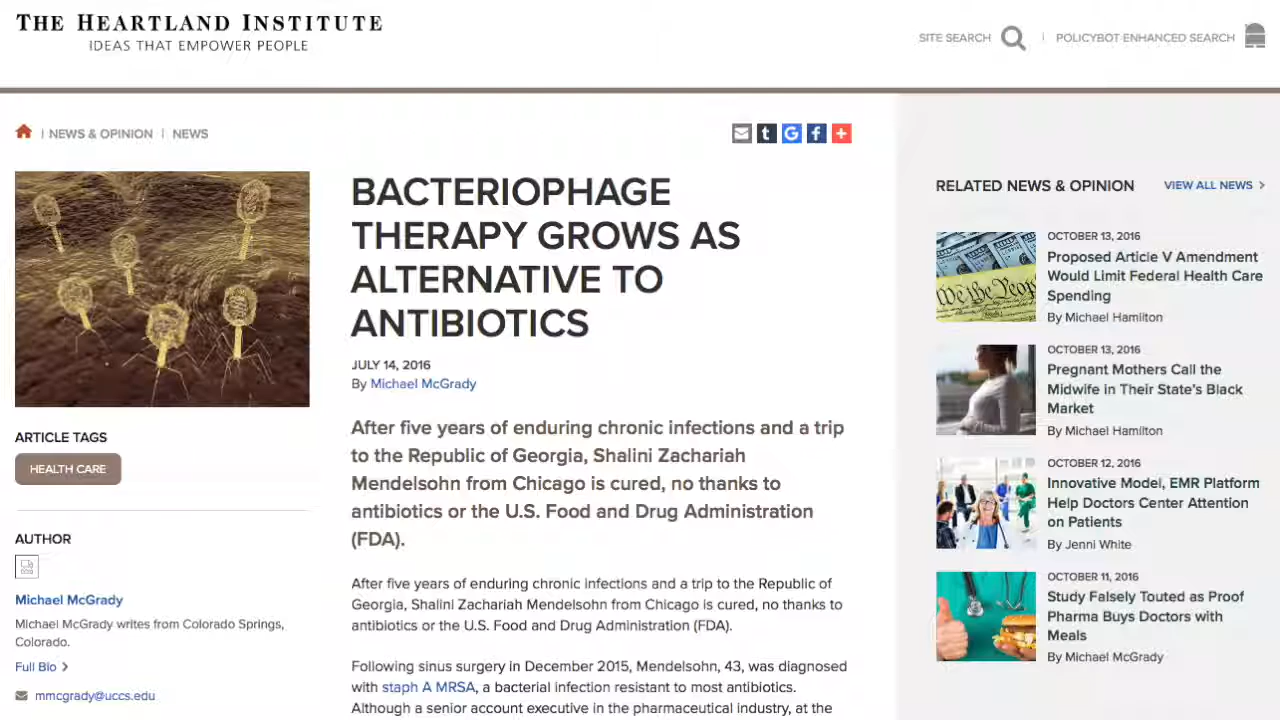 THE HEARTLAND INSTITUTE
IDEAS THAT EMPOWER PEOPLE
SITE SEARCH
POLICYBOT ENHANCED SEARCH
| NEWS & OPINION | NEWS
BACTERIOPHAGE
THERAPY GROWS AS
ALTERNATIVE TO
ANTIBIOTICS
JULY 14, 2016
By Michael McGrady
After five years of enduring chronic infections and a trip
to the Republic of Georgia, Shalini Zachariah
Mendelsohn from Chicago is cured, no thanks to
antibiotics or the U.S. Food and Drug Administration
(FDA).
After five years of enduring chronic infections and a trip to the Republic of
Georgia, Shalini Zachariah Mendelsohn from Chicago is cured, no thanks to
antibiotics or the U.S. Food and Drug Administration (FDA).
Following sinus surgery in December 2015, Mendelsohn, 43, was diagnosed
with staph A MRSA, a bacterial infection resistant to most antibiotics.
Although a senior account executive in the pharmaceutical industry, at the
ARTICLE TAGS
HEALTH CARE
AUTHOR
Michael McGrady
Michael McGrady writes from Colorado Springs,
Colorado.
Full Bio >
mmcgrady@uccs.edu
RELATED NEWS & OPINION
VIEW ALL NEWS >
OCTOBER 13, 2016
Proposed Article V Amendment
Would Limit Federal Health Care
Spending
By Michael Hamilton
We the Peop
OCTOBER 13, 2016
Pregnant Mothers Call the
Midwife in Their State's Black
Market
By Michael Hamilton
OCTOBER 12, 2016
Innovative Model, EMR Platform
Help Doctors Center Attention
on Patients
By Jenni White
OCTOBER 11, 2016
Study Falsely Touted as Proof
Pharma Buys Doctors with
Meals
By Michael McGrady